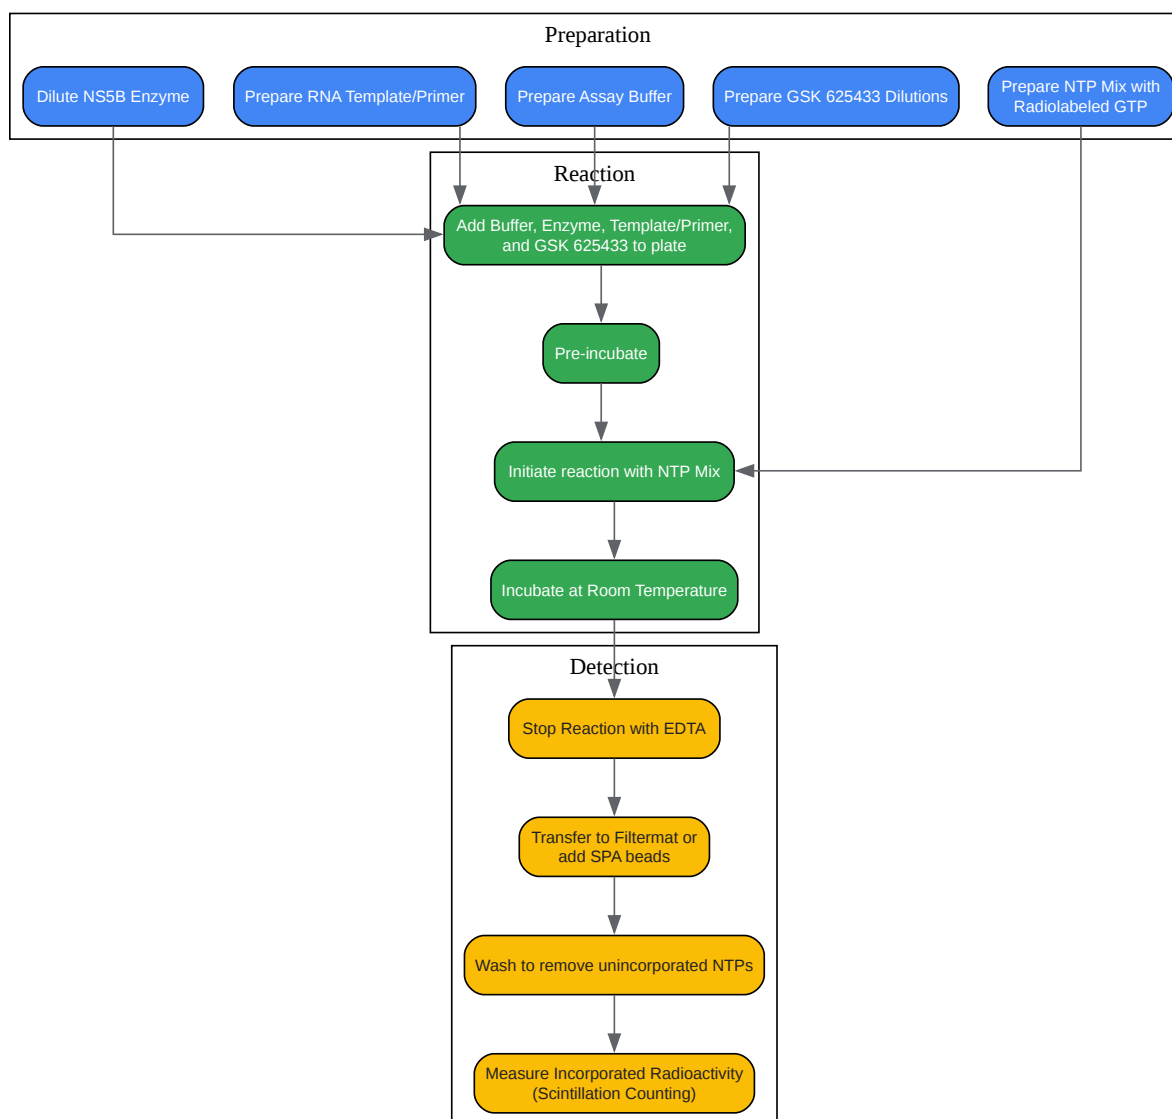 Preparation
Dilute NS5B Enzyme
Prepare RNA Template/Primer
Prepare Assay Buffer
Prepare GSK 625433 Dilutions
Prepare NTP Mix with
Radiolabeled GTP
Reaction
Add Buffer, Enzyme, Template/Primer,
and GSK 625433 to plate
Pre-incubate
Initiate reaction with NTP Mix
Incubate at Room Temperature
Detection
Stop Reaction with EDTA
Transfer to Filtermat or
add SPA beads
Wash to remove unincorporated NTPs
Measure Incorporated Radioactivity
(Scintillation Counting)